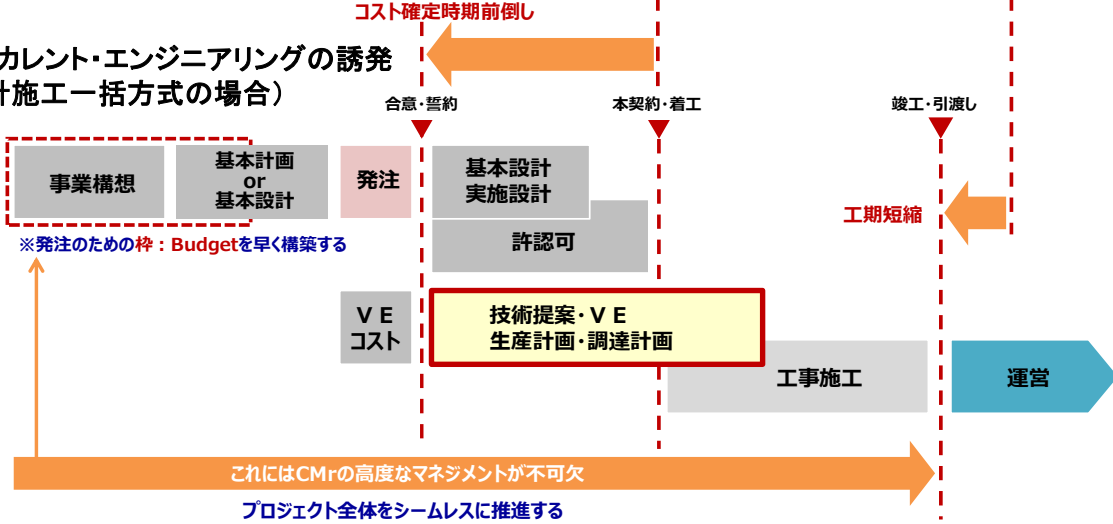 コスト確定時期前倒し
カレント・エンジニアリングの誘発
計施工一括方式の場合）
合意・誓約
本契約・着工
竣工・引渡し
事業構想
基本計画
or
基本設計
発注
基本設計
実施設計
許認可
工期短縮
※発注のための枠：Budgetを早く構築する
ＶＥ
コスト
技術提案・ＶＥ
生産計画・調達計画
工事施工
運営
これにはCMrの高度なマネジメントが不可欠
プロジェクト全体をシームレスに推進する